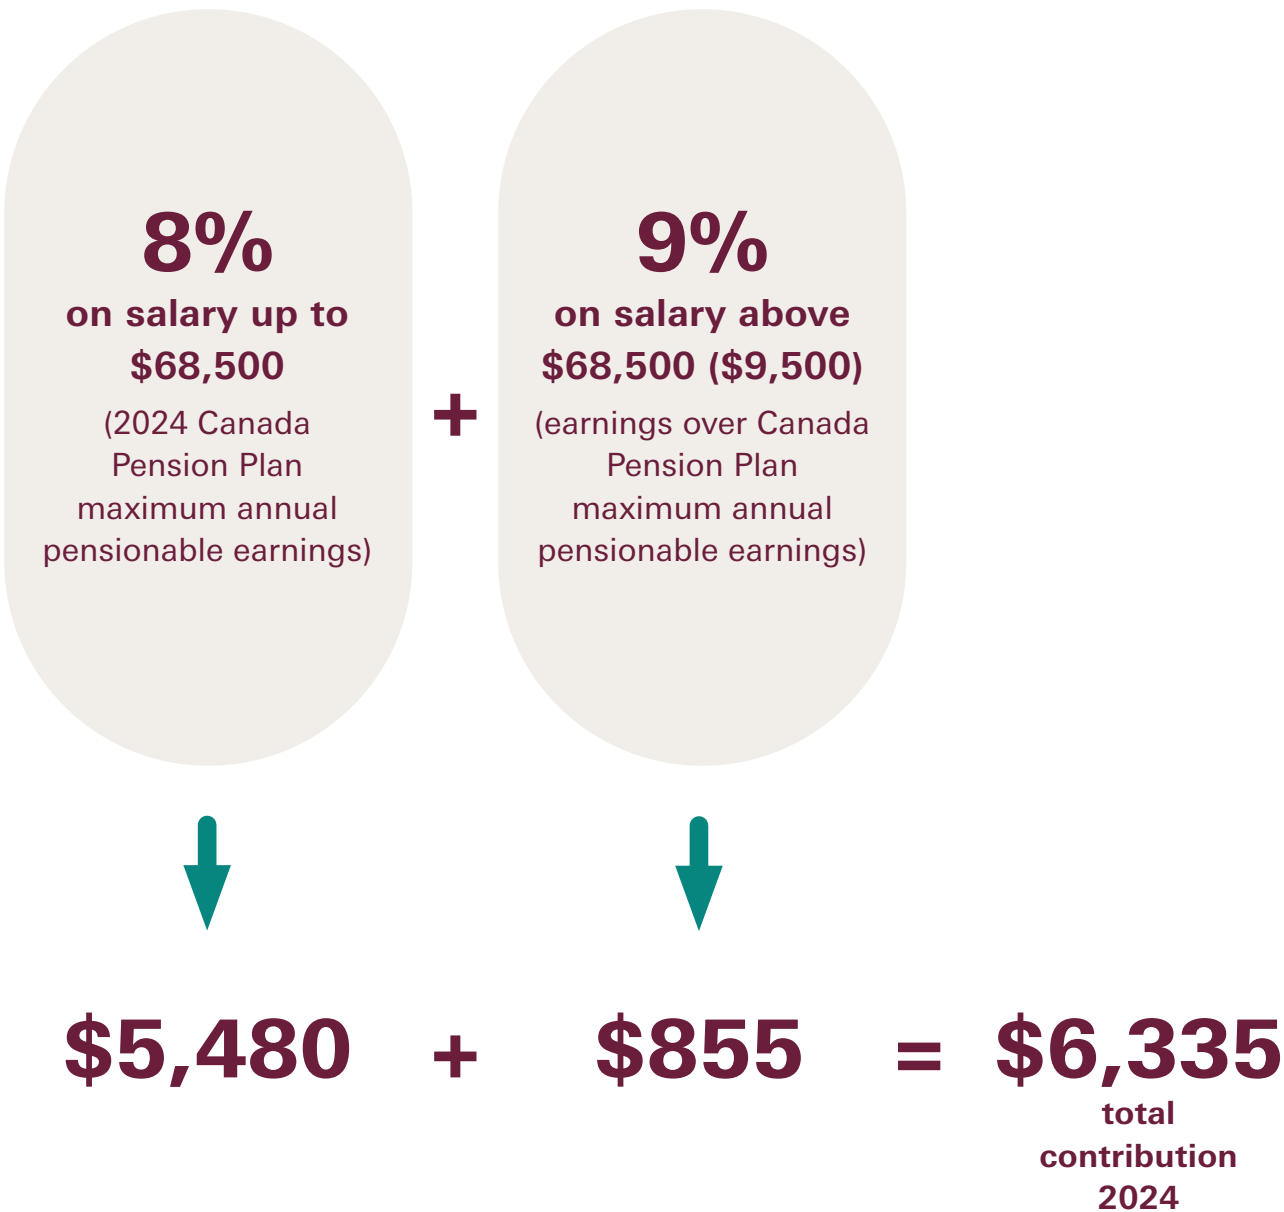 8%
on salary up to
$68,500
(2024 Canada
Pension Plan
maximum annual
pensionable earnings)
+
9%
on salary above
$68,500 ($9,500)
(earnings over Canada
Pension Plan
maximum annual
pensionable earnings)
$5,480 + $855 = $6,335
total
contribution
2024